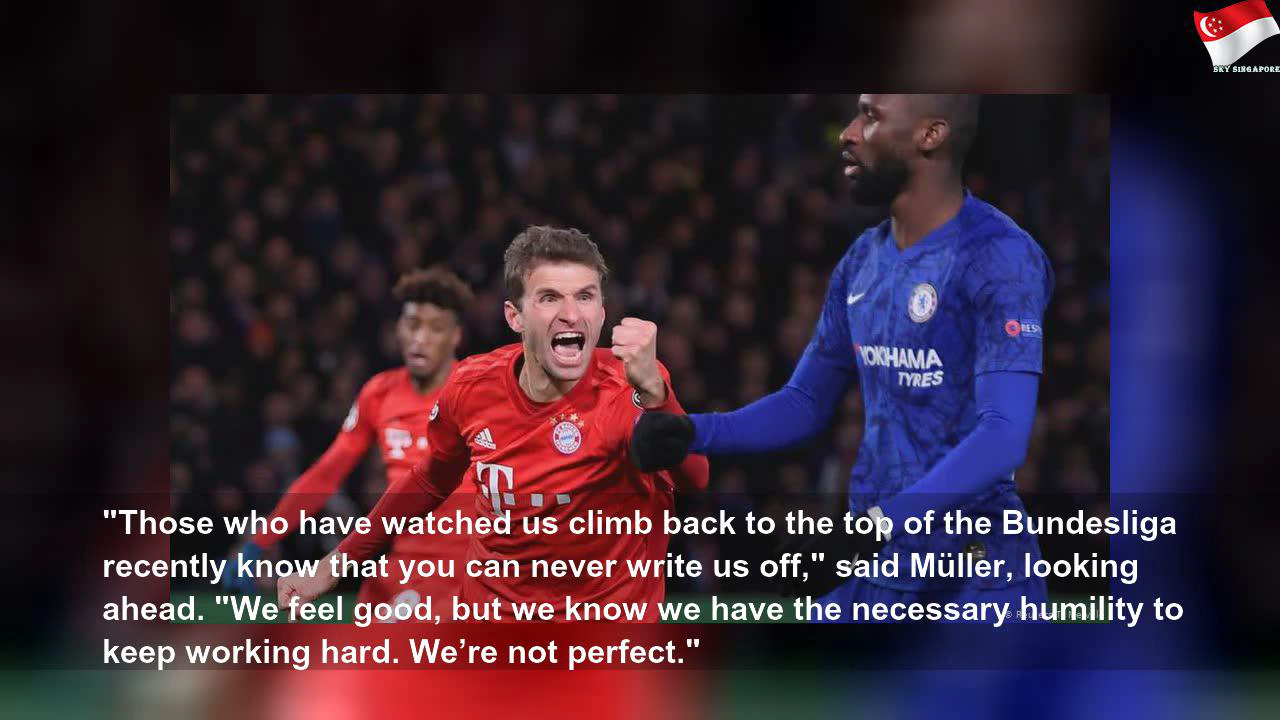 SKY SINGAPORE
YOKOHAMA
TYRES
T
"Those who have watched us climb back to the top of the Bundesliga
recently know that you can never write us off," said Müller, looking
ahead. "We feel good, but we know we have the necessary humility to
keep working hard. We’re not perfect."